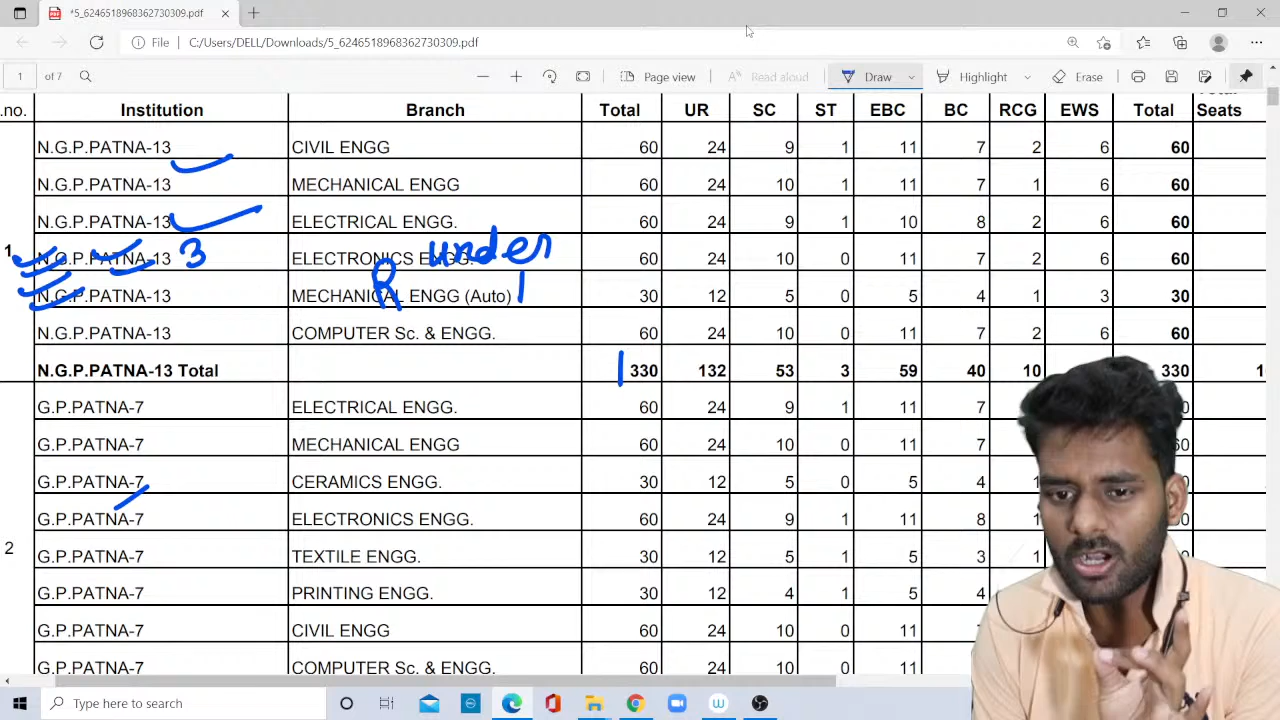 *5_6246518968362730309.pdf
File C:/Users/DELL/Downloads/5_6246518968362730309.pdf
1 of 7 Page view Read aloud Draw Highlight Erase
.no. Institution Branch Total UR SC ST EBC BC RCG EWS Total Seats
N.G.P.PATNA-13 CIVIL ENGG 60 24 9 1 11 7 2 6 60
N.G.P.PATNA-13 MECHANICAL ENGG 60 24 10 1 11 7 1 6 60
N.G.P.PATNA-13 ELECTRICAL ENGG. 60 24 9 1 10 8 2 6 60
1 N.G.P.PATNA-13 3 ELECTRONICS ENGG. 60 24 10 0 11 7 2 6 60
R under
N.G.P.PATNA-13 MECHANICAL ENGG (Auto) 30 12 5 0 5 4 1 3 30
N.G.P.PATNA-13 COMPUTER Sc. & ENGG. 60 24 10 0 11 7 2 6 60
N.G.P.PATNA-13 Total 330 132 53 3 59 40 10 330
G.P.PATNA-7 ELECTRICAL ENGG. 60 24 9 1 11 7
G.P.PATNA-7 MECHANICAL ENGG 60 24 10 0 11 7
G.P.PATNA-7 CERAMICS ENGG. 30 12 5 0 5 4
G.P.PATNA-7 ELECTRONICS ENGG. 60 24 9 1 11 8
2 G.P.PATNA-7 TEXTILE ENGG. 30 12 5 1 5 3 1
G.P.PATNA-7 PRINTING ENGG. 30 12 4 1 5 4
G.P.PATNA-7 CIVIL ENGG 60 24 10 0 11
G.P.PATNA-7 COMPUTER Sc. & ENGG. 60 24 10 0 11
Type here to search